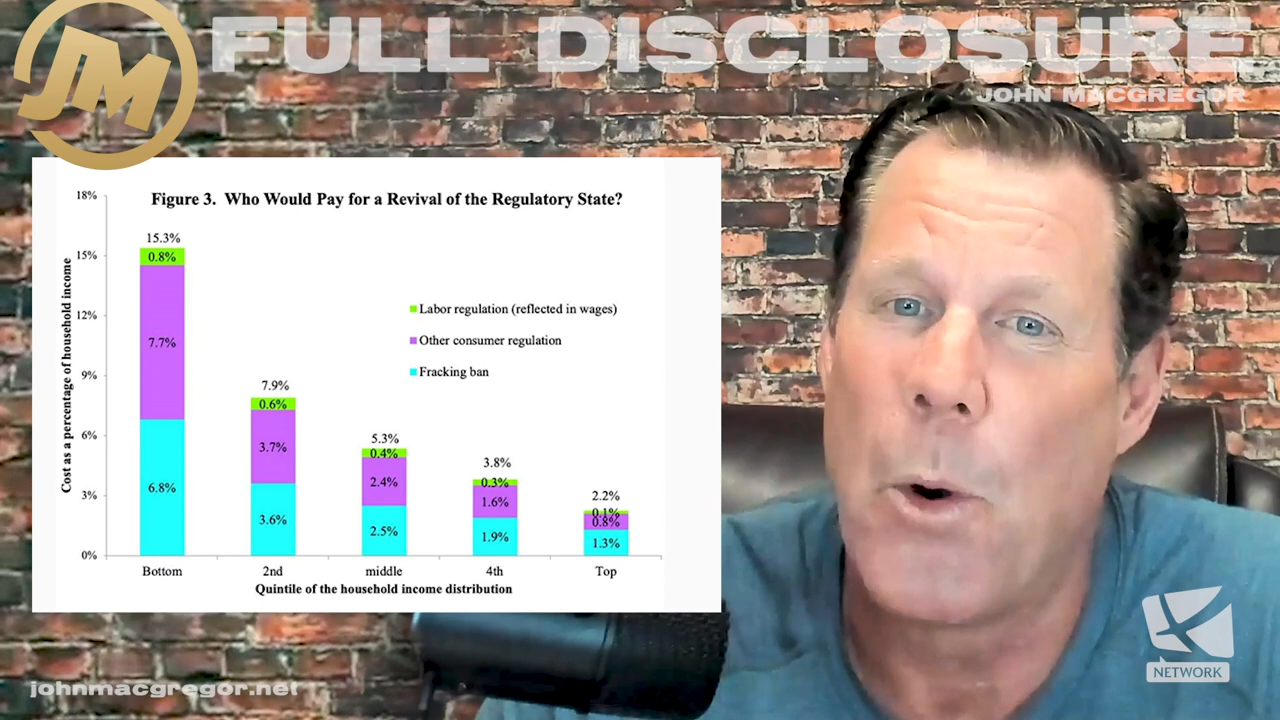 JM
FULL DISCLOSURE
JOHN MACGREGOR
Figure 3. Who Would Pay for a Revival of the Regulatory State?
Cost as a percentage of household income
18%
15%
12%
9%
6%
3%
0%
15.3%
0.8%
7.7%
6.8%
7.9%
0.6%
3.7%
3.6%
5.3%
0.4%
2.4%
2.5%
3.8%
0.3%
1.6%
1.9%
2.2%
0.1%
0.8%
1.3%
Labor regulation (reflected in wages)
Other consumer regulation
Fracking ban
Bottom 2nd middle 4th Top
Quintile of the household income distribution
NETWORK
johnmacgregor.net